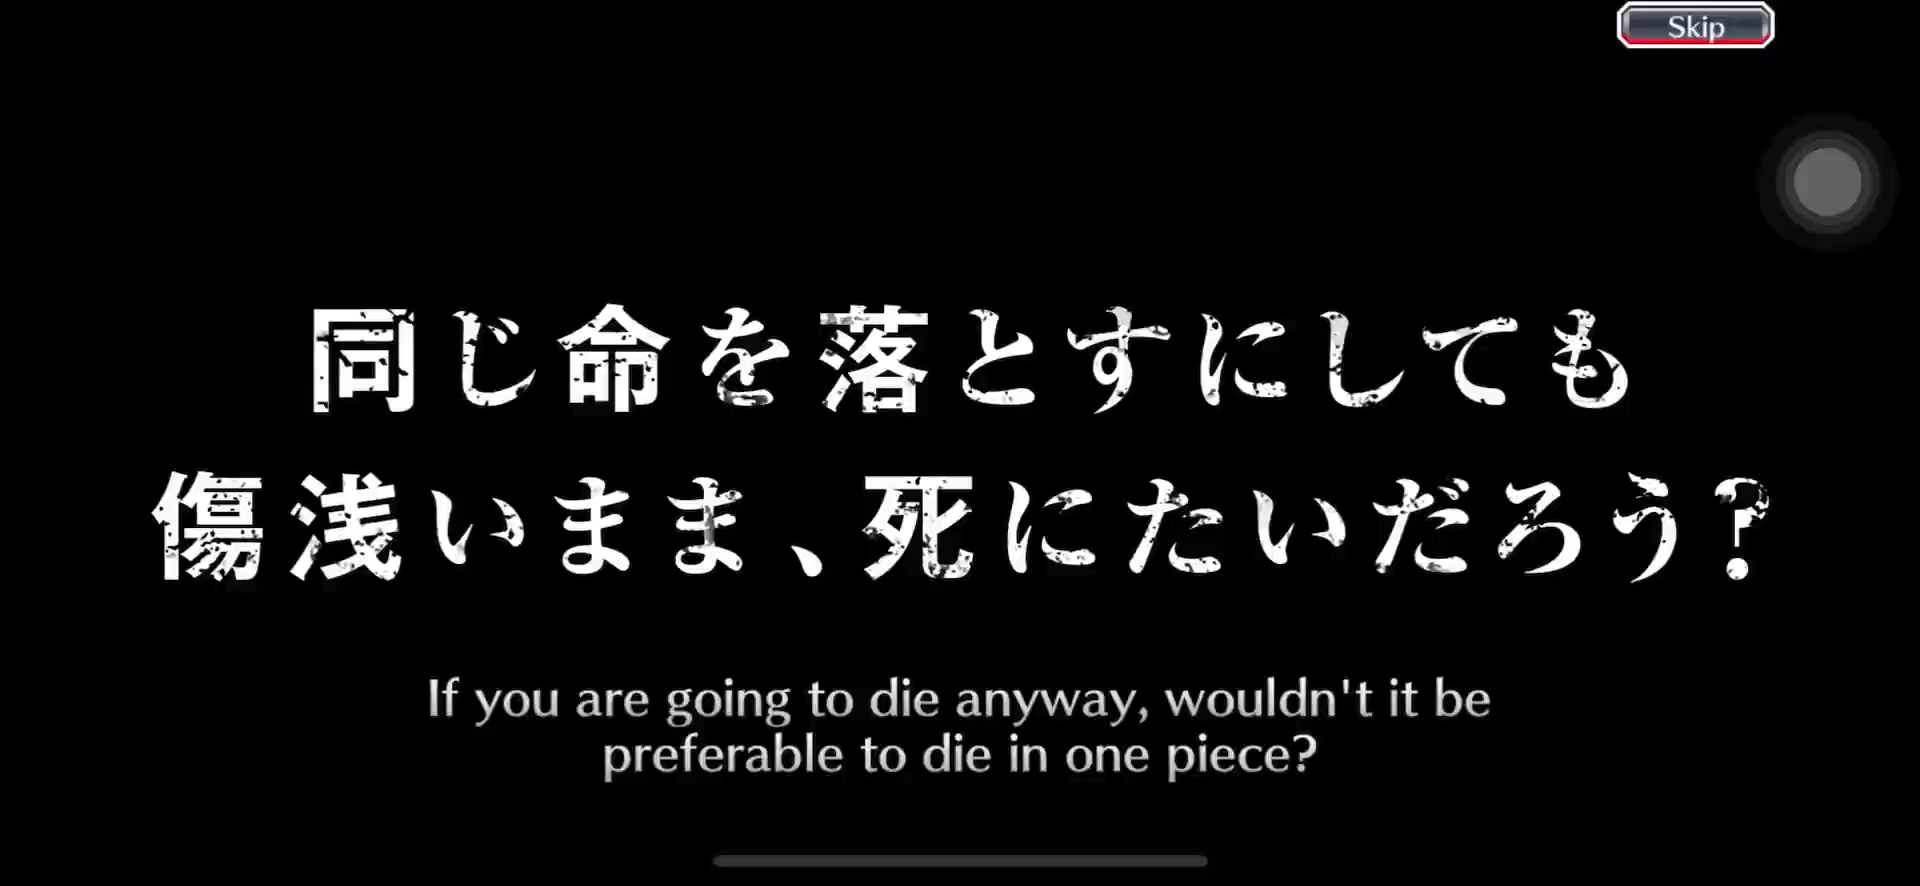 Skip
同じ命を落とすにしても
傷浅いまま、死にたいだろう?
If you are going to die anyway, wouldn't it be
preferable to die in one piece?